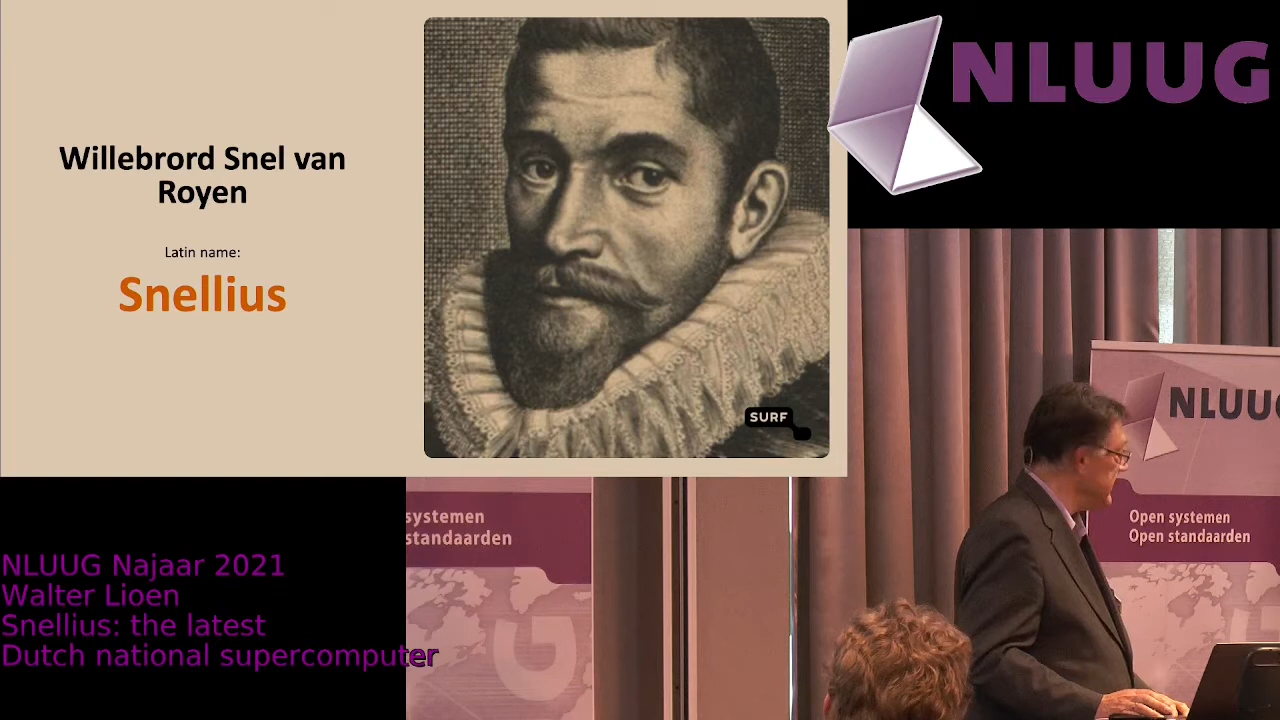 Willebrord Snel van
Royen
Latin name:
Snellius
SURF
NLUUG
NLUUG
Open systemen
Open standaarden
systemen
standaarden
NLUUG Najaar 2021
Walter Lioen
Snellius: the latest
Dutch national supercomputer